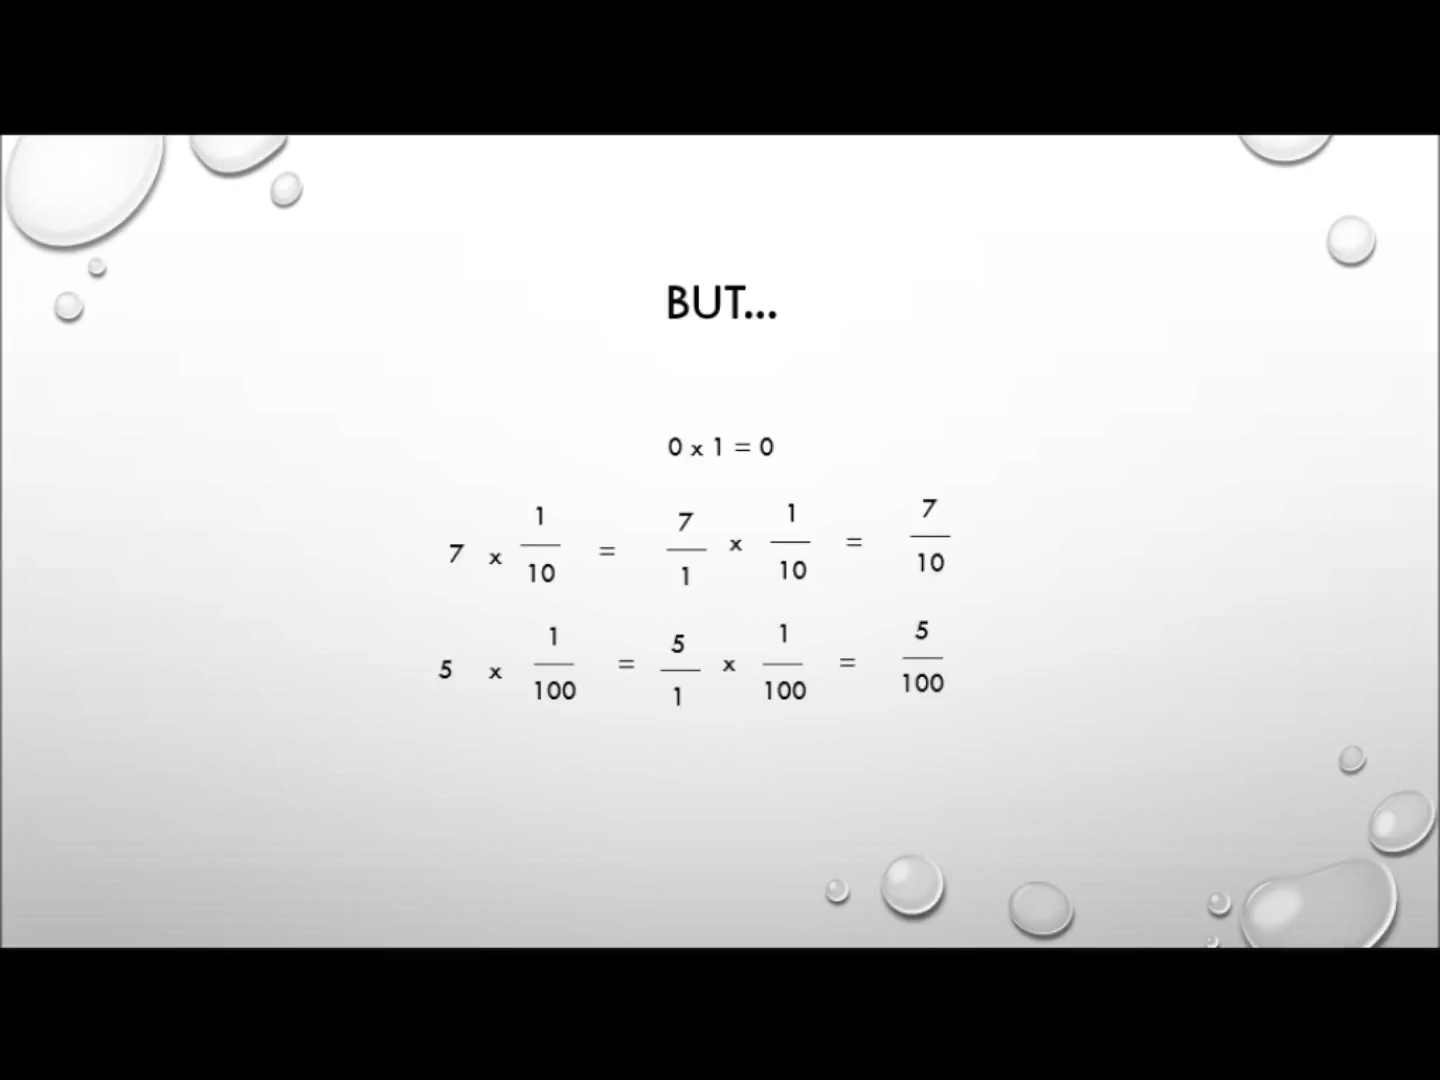 BUT...
0 x 1 = 0
7 x 1/10 = 7/1 x 1/10 = 7/10
5 x 1/100 = 5/1 x 1/100 = 5/100